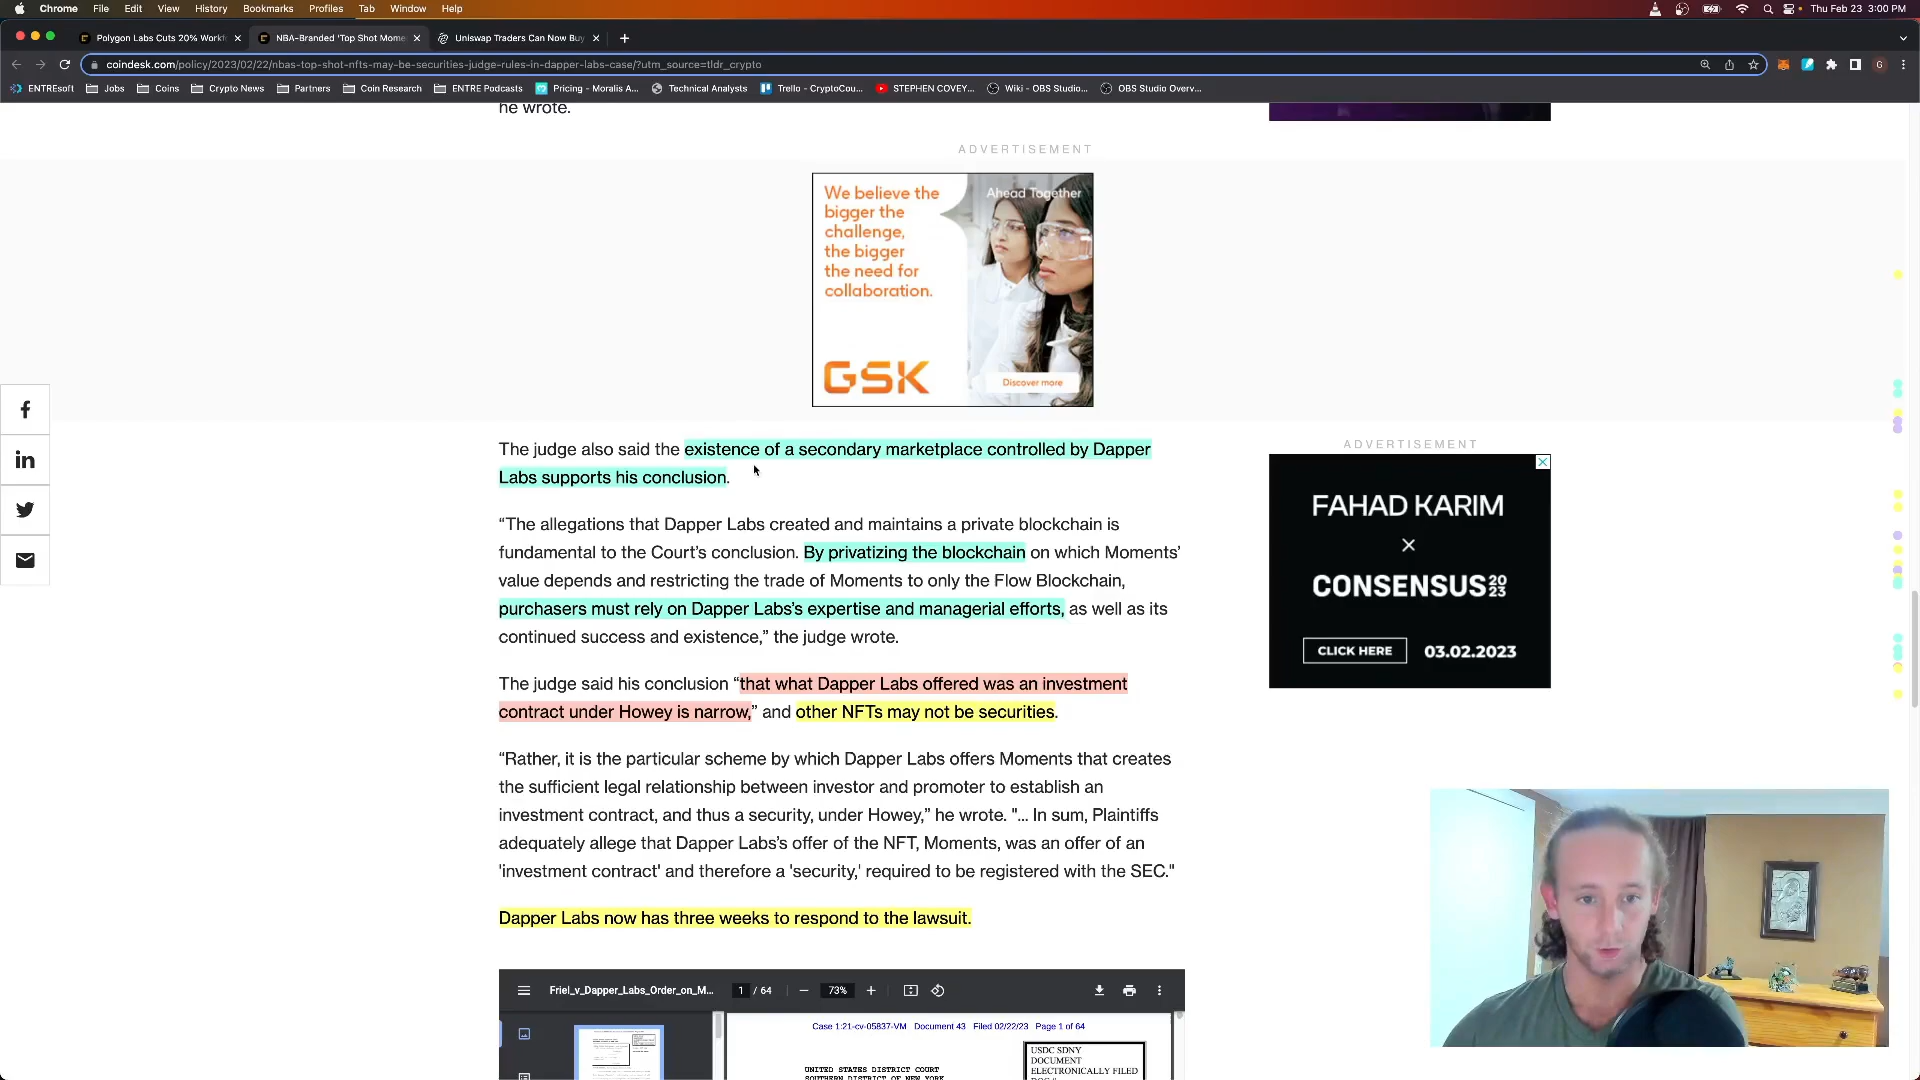 Chrome File Edit View History Bookmarks Profiles Tab Window Help Thu Feb 23 3:00 PM
Polygon Labs Cuts 20% Workf NBA-Branded 'Top Shot Mome Uniswap Traders Can Now Buy
coindesk.com/policy/2023/02/22/nbas-top-shot-nfts-may-be-securities-judge-rules-in-dapper-labs-case/?utm_source=tldr_crypto
ENTREsoft Jobs Coins Crypto News Partners Coin Research ENTRE Podcasts Pricing - Moralis A... Technical Analysts Trello - CryptoCou... STEPHEN COVEY... Wiki - OBS Studio... OBS Studio Overv...
he wrote.
ADVERTISEMENT
We believe the
bigger the
challenge,
the bigger
the need for
collaboration.
Ahead Together
GSK
Discover more
The judge also said the existence of a secondary marketplace controlled by Dapper
Labs supports his conclusion.
“The allegations that Dapper Labs created and maintains a private blockchain is
fundamental to the Court’s conclusion. By privatizing the blockchain on which Moments’
value depends and restricting the trade of Moments to only the Flow Blockchain,
purchasers must rely on Dapper Labs’s expertise and managerial efforts, as well as its
continued success and existence,” the judge wrote.
The judge said his conclusion “that what Dapper Labs offered was an investment
contract under Howey is narrow,” and other NFTs may not be securities.
“Rather, it is the particular scheme by which Dapper Labs offers Moments that creates
the sufficient legal relationship between investor and promoter to establish an
investment contract, and thus a security, under Howey,” he wrote. "... In sum, Plaintiffs
adequately allege that Dapper Labs’s offer of the NFT, Moments, was an offer of an
'investment contract' and therefore a 'security,' required to be registered with the SEC."
Dapper Labs now has three weeks to respond to the lawsuit.
ADVERTISEMENT
FAHAD KARIM
×
CONSENSUS 2023
CLICK HERE 03.02.2023
Friel_v_Dapper_Labs_Order_on_M... 1 / 64 73%
Case 1:21-cv-05837-VM Document 43 Filed 02/22/23 Page 1 of 64
USDC SDNY
DOCUMENT
ELECTRONICALLY FILED
UNITED STATES DISTRICT COURT
SOUTHERN DISTRICT OF NEW YORK